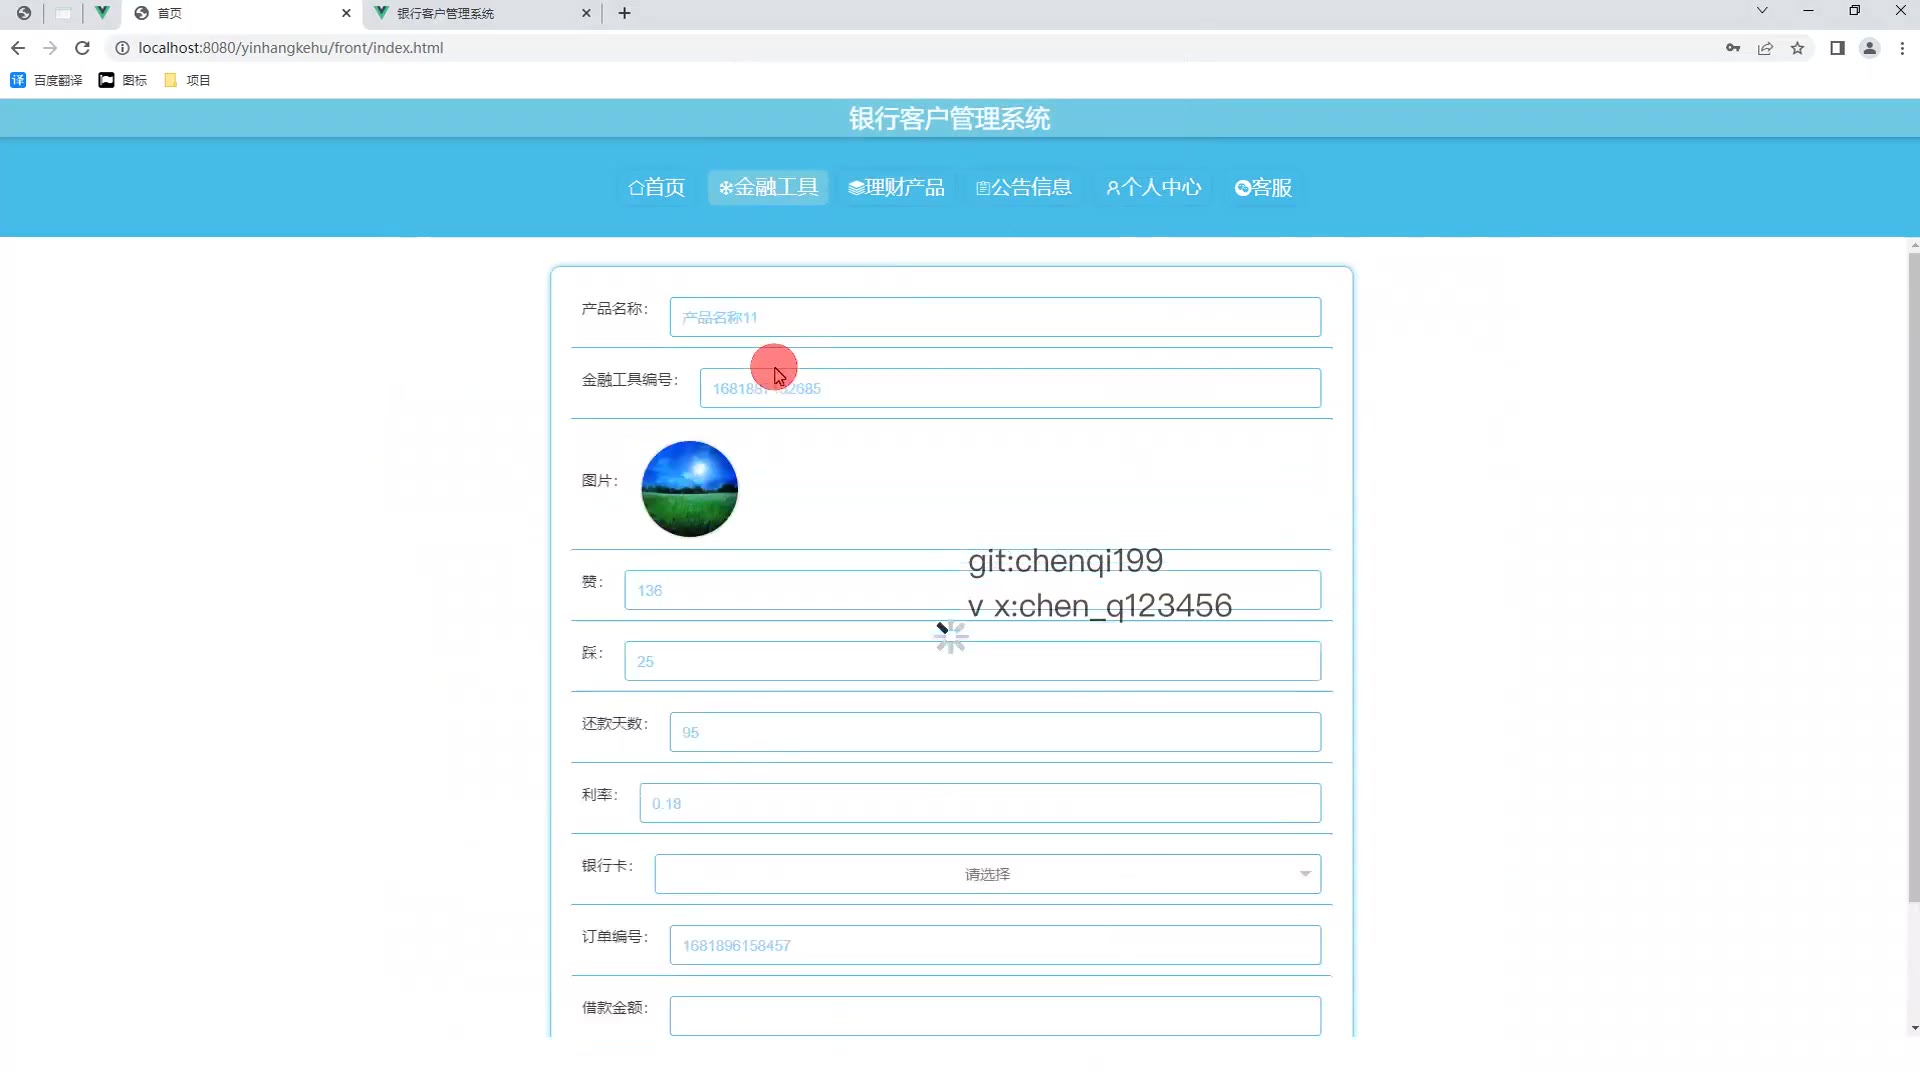 首页
银行客户管理系统
localhost:8080/yinhangkehu/front/index.html
百度翻译
图标
项目
银行客户管理系统
首页
金融工具
理财产品
公告信息
个人中心
客服
产品名称：
产品名称11
金融工具编号：
图片：
赞：
136
git:chenqi199
v x:chen_q123456
踩：
25
还款天数：
95
利率：
0.18
银行卡：
请选择
订单编号：
1681896158457
借款金额：